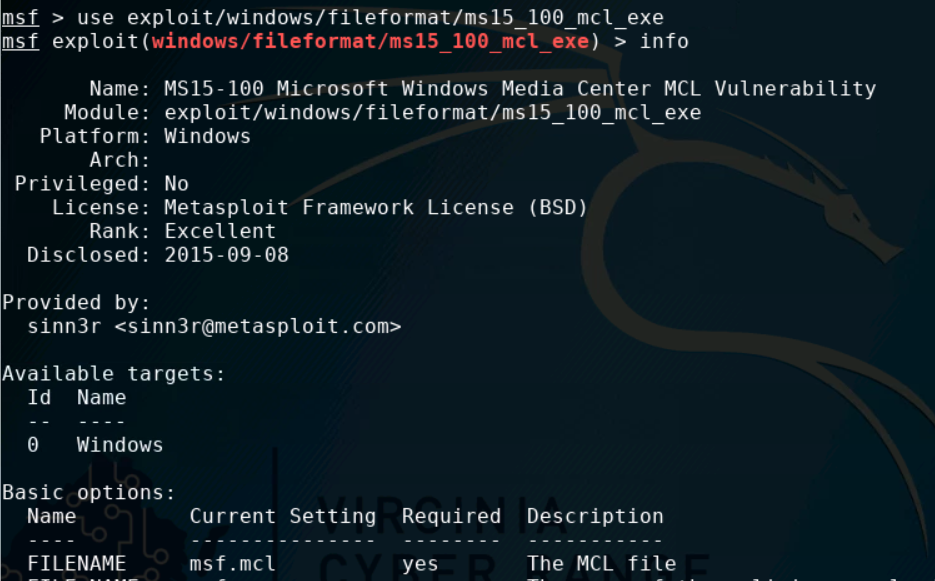 msf > use exploit/windows/fileformat/ms15_100_mcl_exe
msf exploit(windows/fileformat/ms15_100_mcl_exe) > info
Name: MS15-100 Microsoft Windows Media Center MCL Vulnerability
Module: exploit/windows/fileformat/ms15_100_mcl_exe
Platform: Windows
Arch:
Privileged: No
License: Metasploit Framework License (BSD)
Rank: Excellent
Disclosed: 2015-09-08
Provided by:
sinn3r <sinn3r@metasploit.com>
Available targets:
Id  Name
--  ----
0   Windows
Basic options:
Name         Current Setting  Required  Description
----         ---------------  --------  -----------
FILENAME     msf.mcl          yes       The MCL file
VIRGINIA
CYBER RANGE